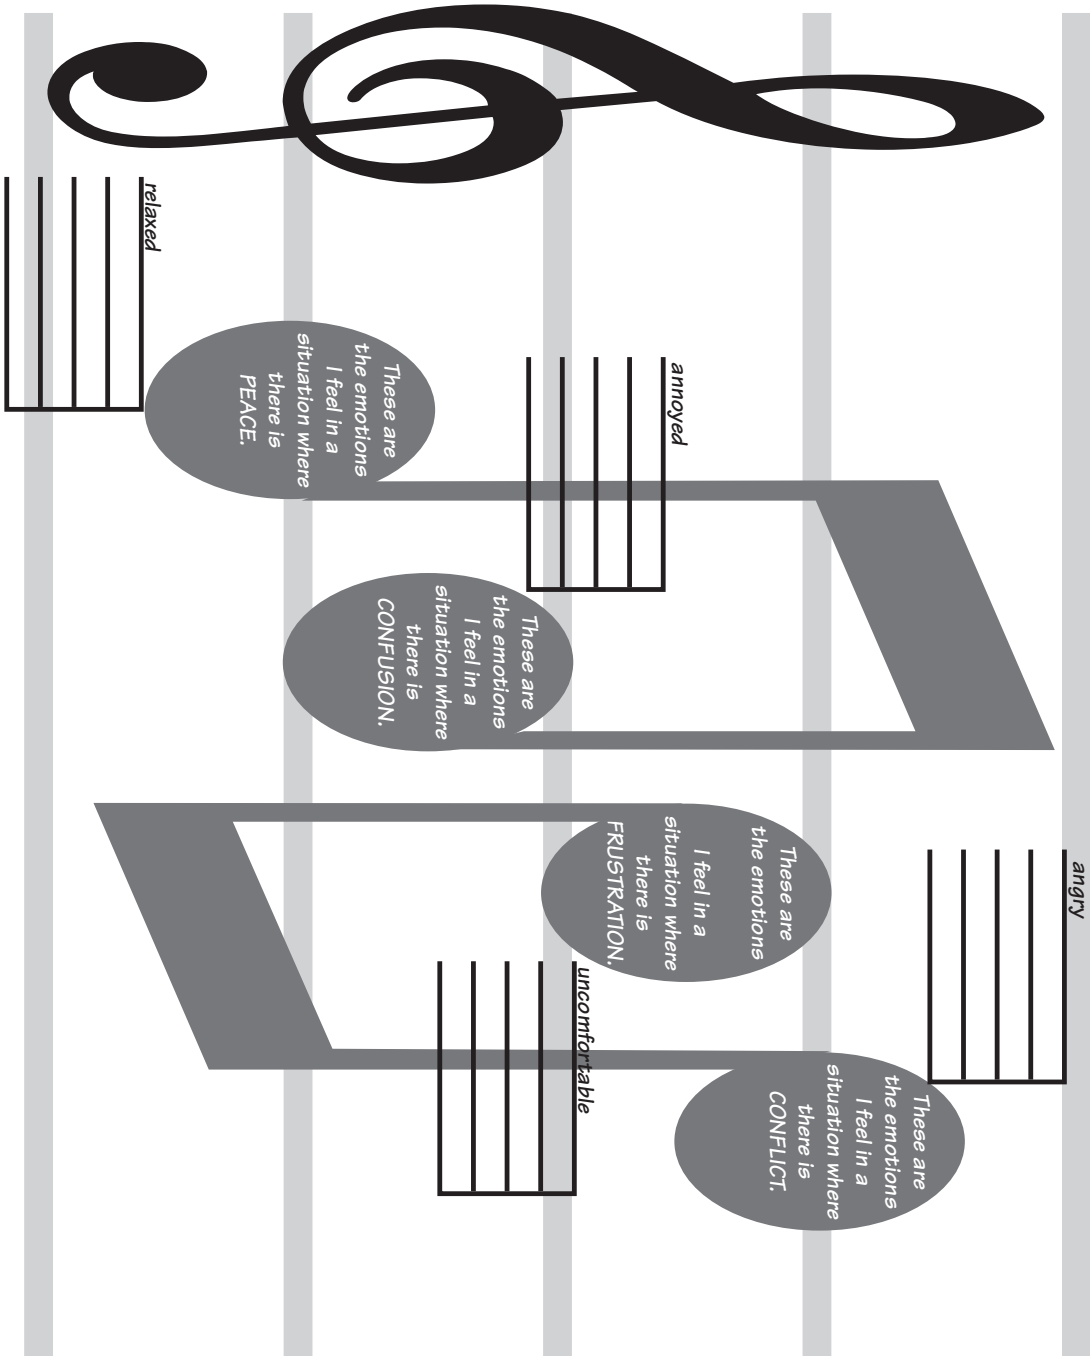 relaxed
These are
the emotions
I feel in a
situation where
there is
PEACE.
annoyed
These are
the emotions
I feel in a
situation where
there is
CONFUSION.
These are
the emotions
I feel in a
situation where
there is
FRUSTRATION.
uncomfortable
angry
These are
the emotions
I feel in a
situation where
there is
CONFLICT.